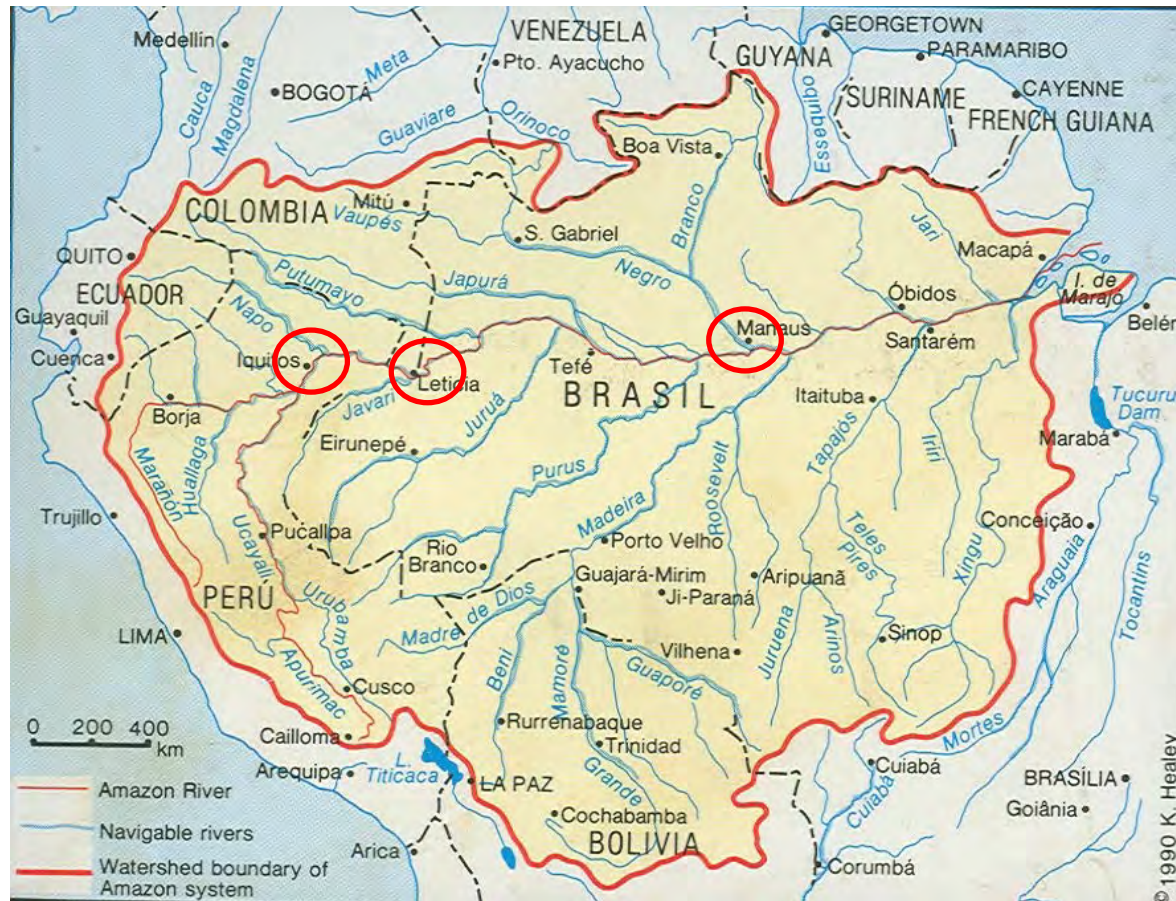 VENEZUELA
GEORGETOWN
Medellín
PARAMARIBO
Pto. Ayacucho
GUYANA
Meta
BOGOTÁ
SURINAME
CAYENNE
FRENCH GUIANA
Cauca
Magdalena
Guaviare
Orinoco
Essequibo
Boa Vista
COLOMBIA
Mitú
Vaupés
Branco
Jari
S. Gabriel
Macapá
QUITO
Putumayo
Japurá
Negro
I. de
Marajó
ECUADOR
Napo
Óbidos
Guayaquil
Manaus
Belém
Santarém
Cuenca
Iquitos
Leticia
Tefé
BRASIL
Borja
Javari
Juruá
Itaituba
Tucuruí
Dam
Eirunepé
Marabá
Marañón
Huallaga
Purus
Roosevelt
Tapajós
Iriri
Trujillo
Ucayali
Pucallpa
Madeira
Conceição
Rio
Branco
Porto Velho
Teles
Pires
Xingu
Araguaia
Tocantins
Guajará-Mirim
Aripuanã
Ji-Paraná
PERU
Urubamba
Madre de Dios
LIMA
Vilhena
Juruena
Arinos
Sinop
Apurimac
Beni
Mamoré
Guaporé
Cusco
Rurrenabaque
Cailloma
Trinidad
Mortes
0 200 400
km
L.
Titicaca
Arequipa
LA PAZ
Grande
Cuiabá
BRASÍLIA
Cuiabá
Goiânia
Cochabamba
BOLIVIA
Arica
Corumbá
Amazon River
Navigable rivers
Watershed boundary of
Amazon system
© 1990 K. Healey